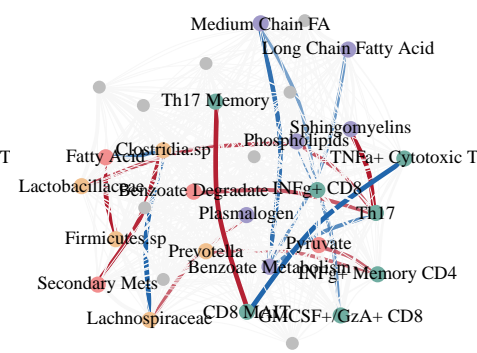 Medium Chain FA
Long Chain Fatty Acid
Th17 Memory
Sphingomyelins
Phospholipids
Clostridia.sp
T
Fatty Acid
TNFa+ Cytotoxic T
Lactobacillaceae
Benzoate Degradate
INFg+ CD8
Plasmalogen
Th17
Firmicutes.sp
Prevotella
Pyruvate
Benzoate Metabolism
INFg+ Memory CD4
Secondary Mets
Lachnospiraceae
CD8 MAIT
GMCSF+/GzA+ CD8